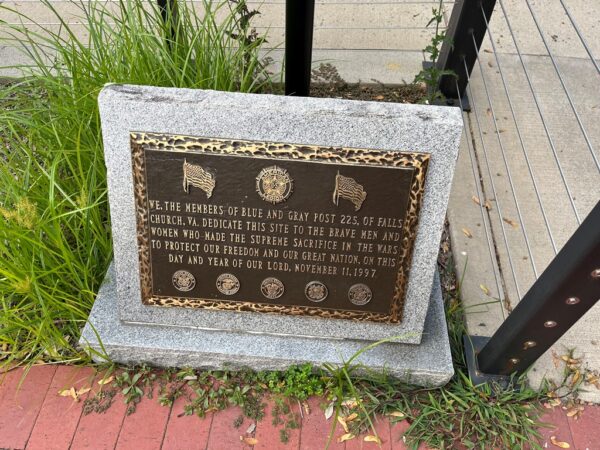 WE, THE MEMBERS OF BLUE AND GRAY POST 225, OF FALLS
CHURCH, VA. DEDICATE THIS SITE TO THE BRAVE MEN AND
WOMEN WHO MADE THE SUPREME SACRIFICE IN THE WARS
TO PROTECT OUR FREEDOM AND OUR GREAT NATION, ON THIS
DAY AND YEAR OF OUR LORD, NOVEMBER 11, 1997